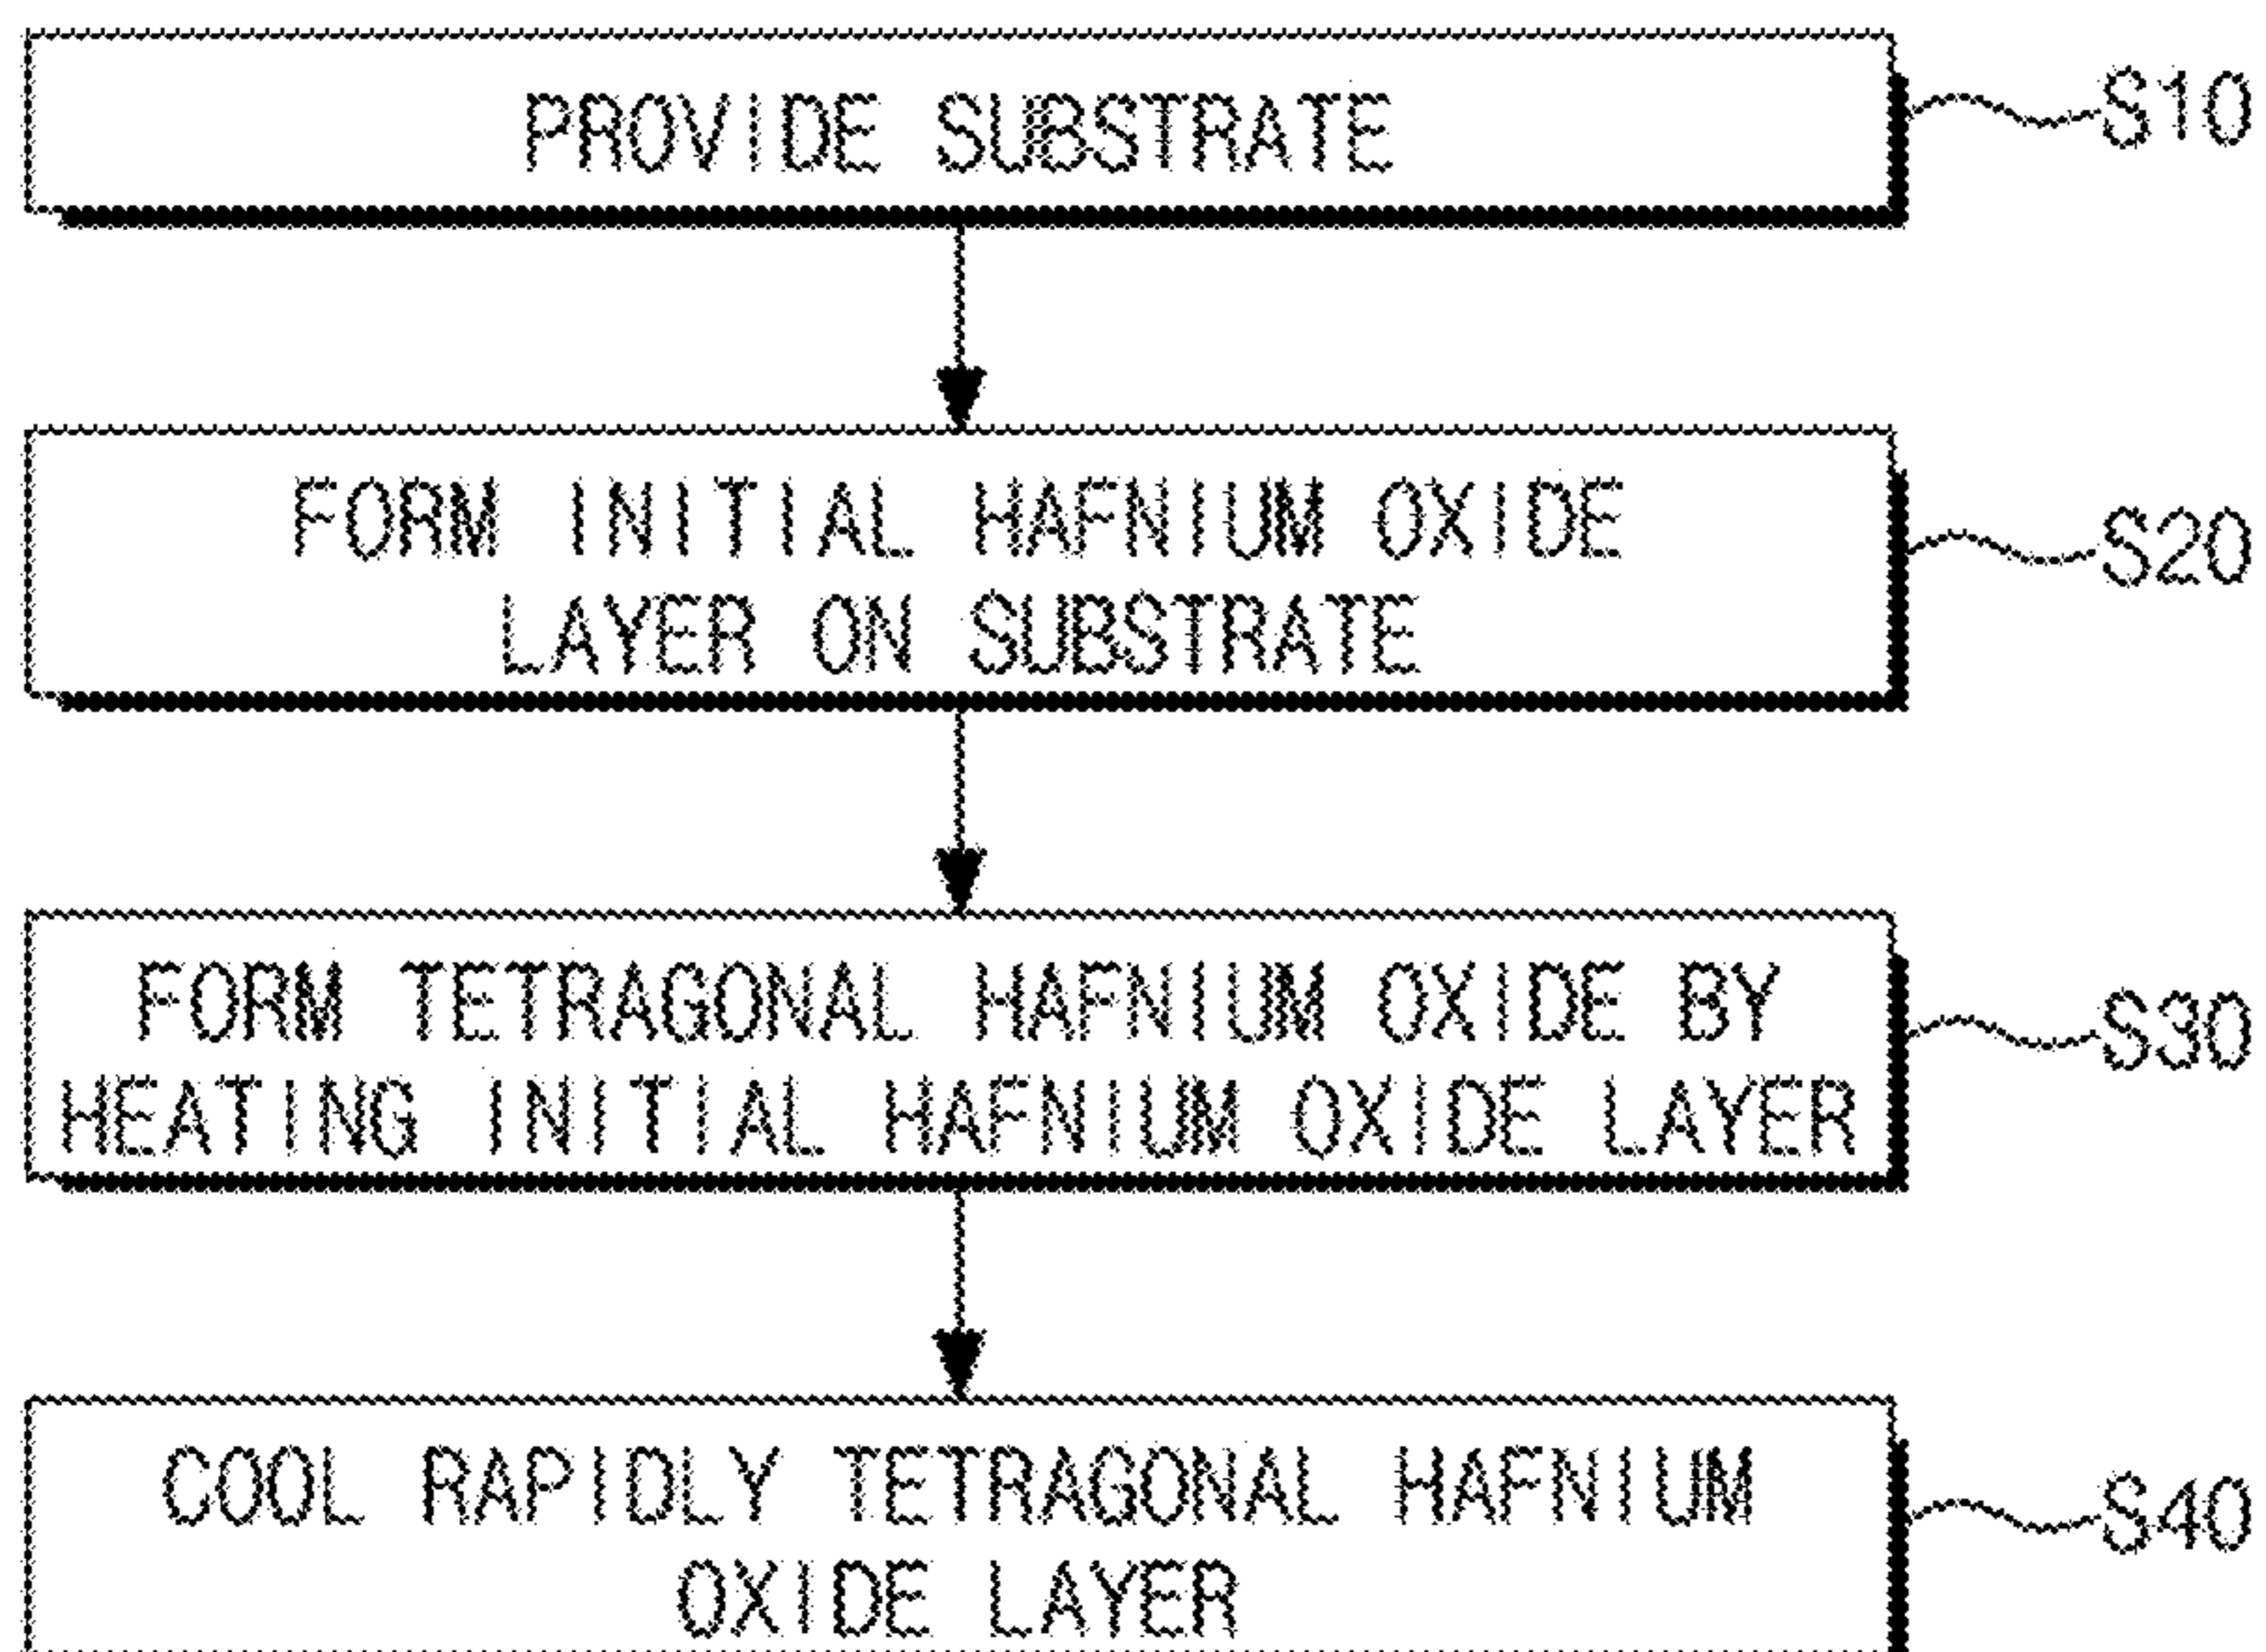 PROVIDE SUBSTRATE
S10
FORM INITIAL HAFNIUM OXIDE
LAYER ON SUBSTRATE
S20
FORM TETRAGONAL HAFNIUM OXIDE BY
HEATING INITIAL HAFNIUM OXIDE LAYER
S30
COOL RAPIDLY TETRAGONAL HAFNIUM
OXIDE LAYER
S40